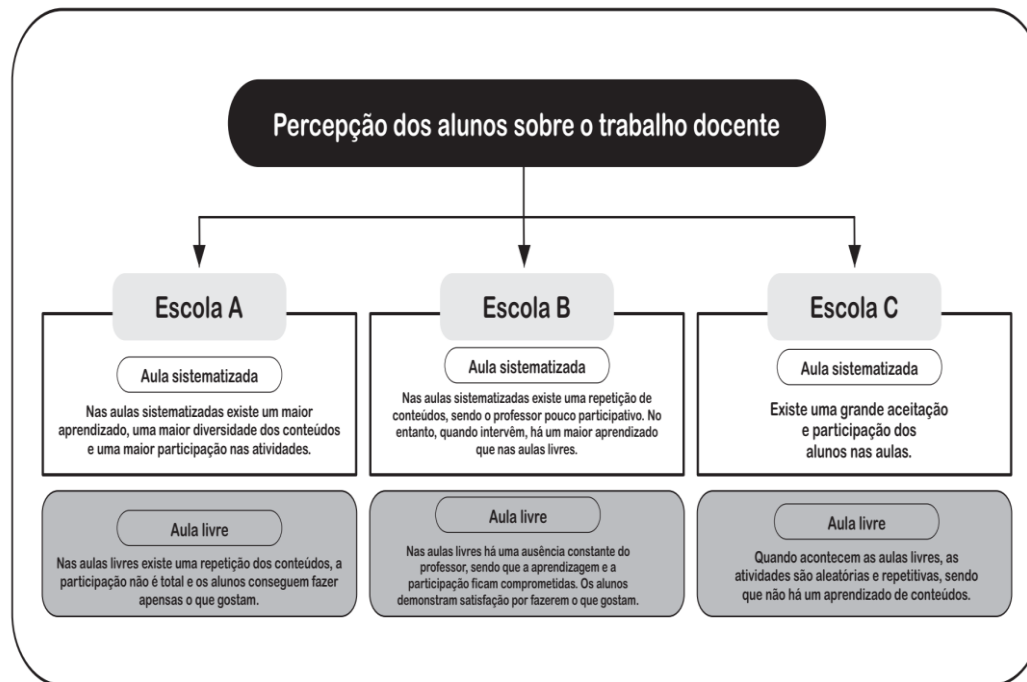 Percepção dos alunos sobre o trabalho docente
Escola A
Aula sistematizada
Nas aulas sistematizadas existe um maior
aprendizado, uma maior diversidade dos conteúdos
e uma maior participação nas atividades.
Aula livre
Nas aulas livres existe uma repetição dos conteúdos, a
participação não é total e os alunos conseguem fazer
apensas o que gostam.
Escola B
Aula sistematizada
Nas aulas sistematizadas existe uma repetição de
conteúdos, sendo o professor pouco participativo. No
entanto, quando intervêm, há um maior aprendizado
que nas aulas livres.
Aula livre
Nas aulas livres há uma ausência constante do
professor, sendo que a aprendizagem e a
participação ficam comprometidas. Os alunos
demonstram satisfação por fazerem o que gostam.
Escola C
Aula sistematizada
Existe uma grande aceitação
e participação dos
alunos nas aulas.
Aula livre
Quando acontecem as aulas livres, as
atividades são aleatórias e repetitivas, sendo
que não há um aprendizado de conteúdos.